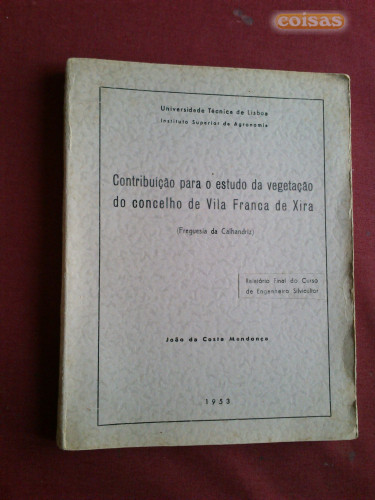 coisas
Universidade Técnica de Lisboa
Instituto Superior de Agronomia
Contribuição para o estudo da vegetação
do concelho de Vila Franca de Xira
(Freguesia da Calhandriz)
Relatório Final do Curso
de Engenheiro Silvicultor
João da Costa Mendonça
1953